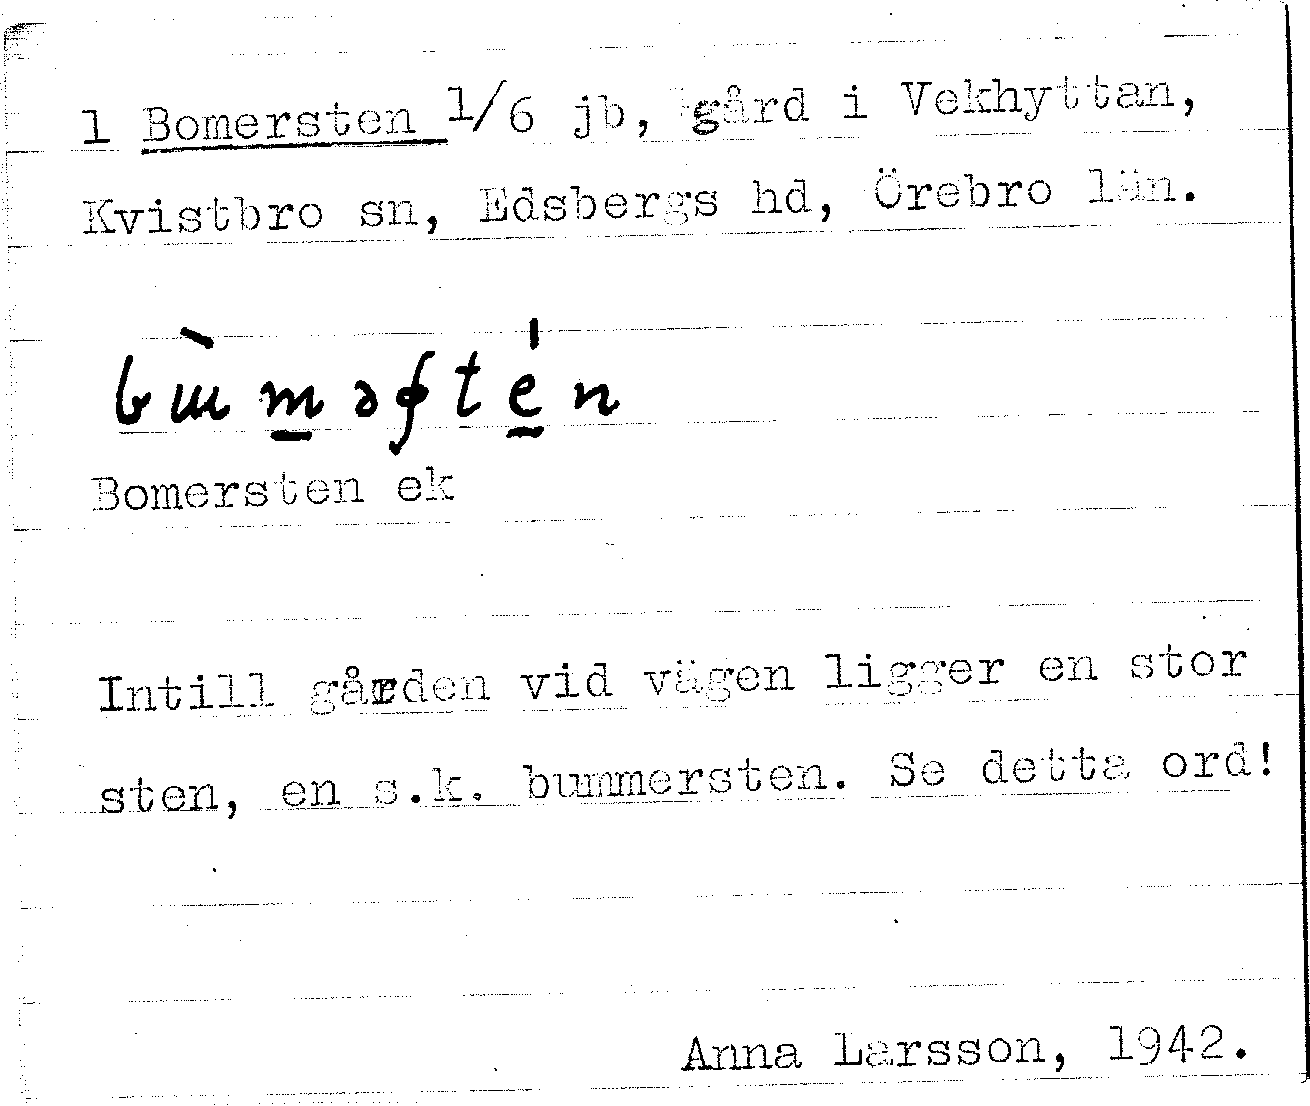 1 Bomersten 1/6 jb, gård i Vekhyttan,
Kvistbro sn, Edsbergs hd, Örebro län.
Bomersten ek
Intill gården vid vägen ligger en stor
sten, en s.k. bummersten. Se detta ord!
Anna Larsson, 1942.